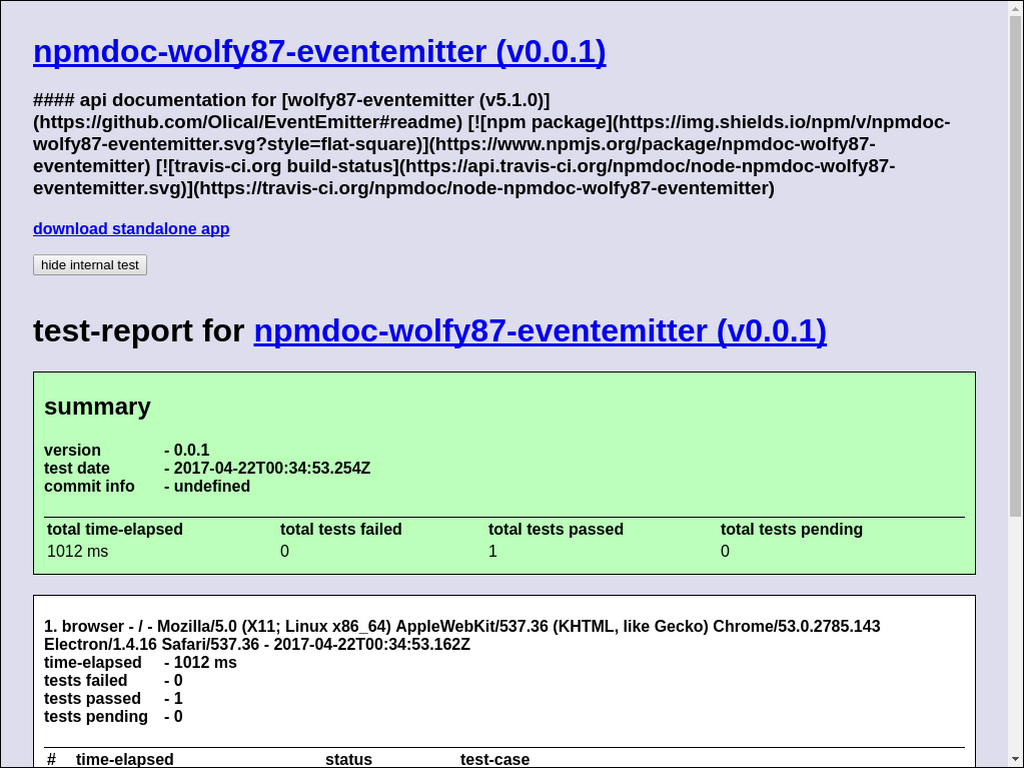 npmdoc-wolfy87-eventemitter (v0.0.1)
#### api documentation for [wolfy87-eventemitter (v5.1.0)]
(https://github.com/Olical/EventEmitter#readme) [![npm package](https://img.shields.io/npm/v/npmdoc-
wolfy87-eventemitter.svg?style=flat-square)](https://www.npmjs.org/package/npmdoc-wolfy87-
eventemitter) [![travis-ci.org build-status](https://api.travis-ci.org/npmdoc/node-npmdoc-wolfy87-
eventemitter.svg)](https://travis-ci.org/npmdoc/node-npmdoc-wolfy87-eventemitter)
download standalone app
hide internal test
test-report for npmdoc-wolfy87-eventemitter (v0.0.1)
summary
version - 0.0.1
test date - 2017-04-22T00:34:53.254Z
commit info - undefined
total time-elapsed total tests failed total tests passed total tests pending
1012 ms 0 1 0
1. browser - / - Mozilla/5.0 (X11; Linux x86_64) AppleWebKit/537.36 (KHTML, like Gecko) Chrome/53.0.2785.143
Electron/1.4.16 Safari/537.36 - 2017-04-22T00:34:53.162Z
time-elapsed - 1012 ms
tests failed - 0
tests passed - 1
tests pending - 0
# time-elapsed status test-case